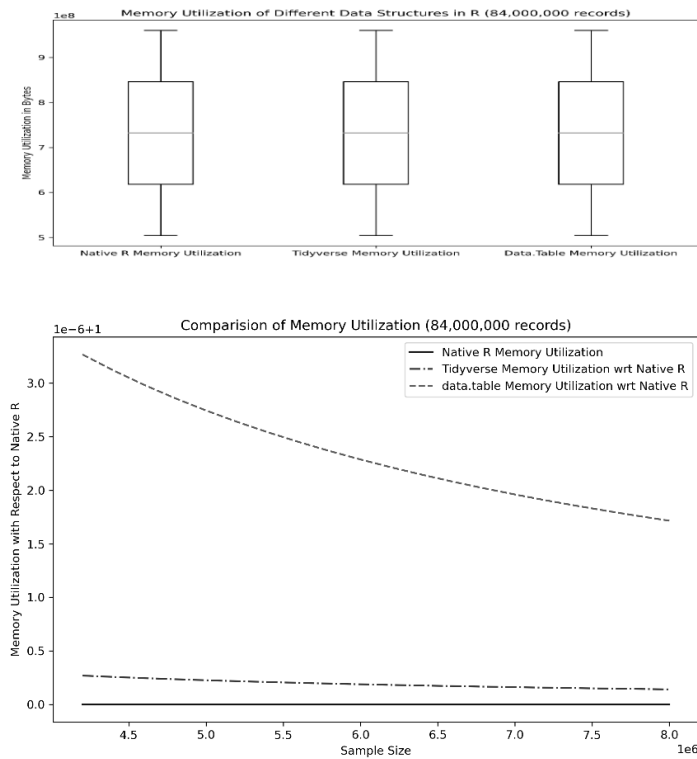 Memory Utilization of Different Data Structures in R (84,000,000 records)
1e8
9
8
7
6
5
Memory Utilization in Bytes
Native R Memory Utilization
Tidyverse Memory Utilization
Data.Table Memory Utilization
Comparision of Memory Utilization (84,000,000 records)
1e−6+1
3.0
2.5
2.0
1.5
1.0
0.5
0.0
Memory Utilization with Respect to Native R
Native R Memory Utilization
Tidyverse Memory Utilization wrt Native R
data.table Memory Utilization wrt Native R
4.5
5.0
5.5
6.0
6.5
7.0
7.5
8.0
1e6
Sample Size